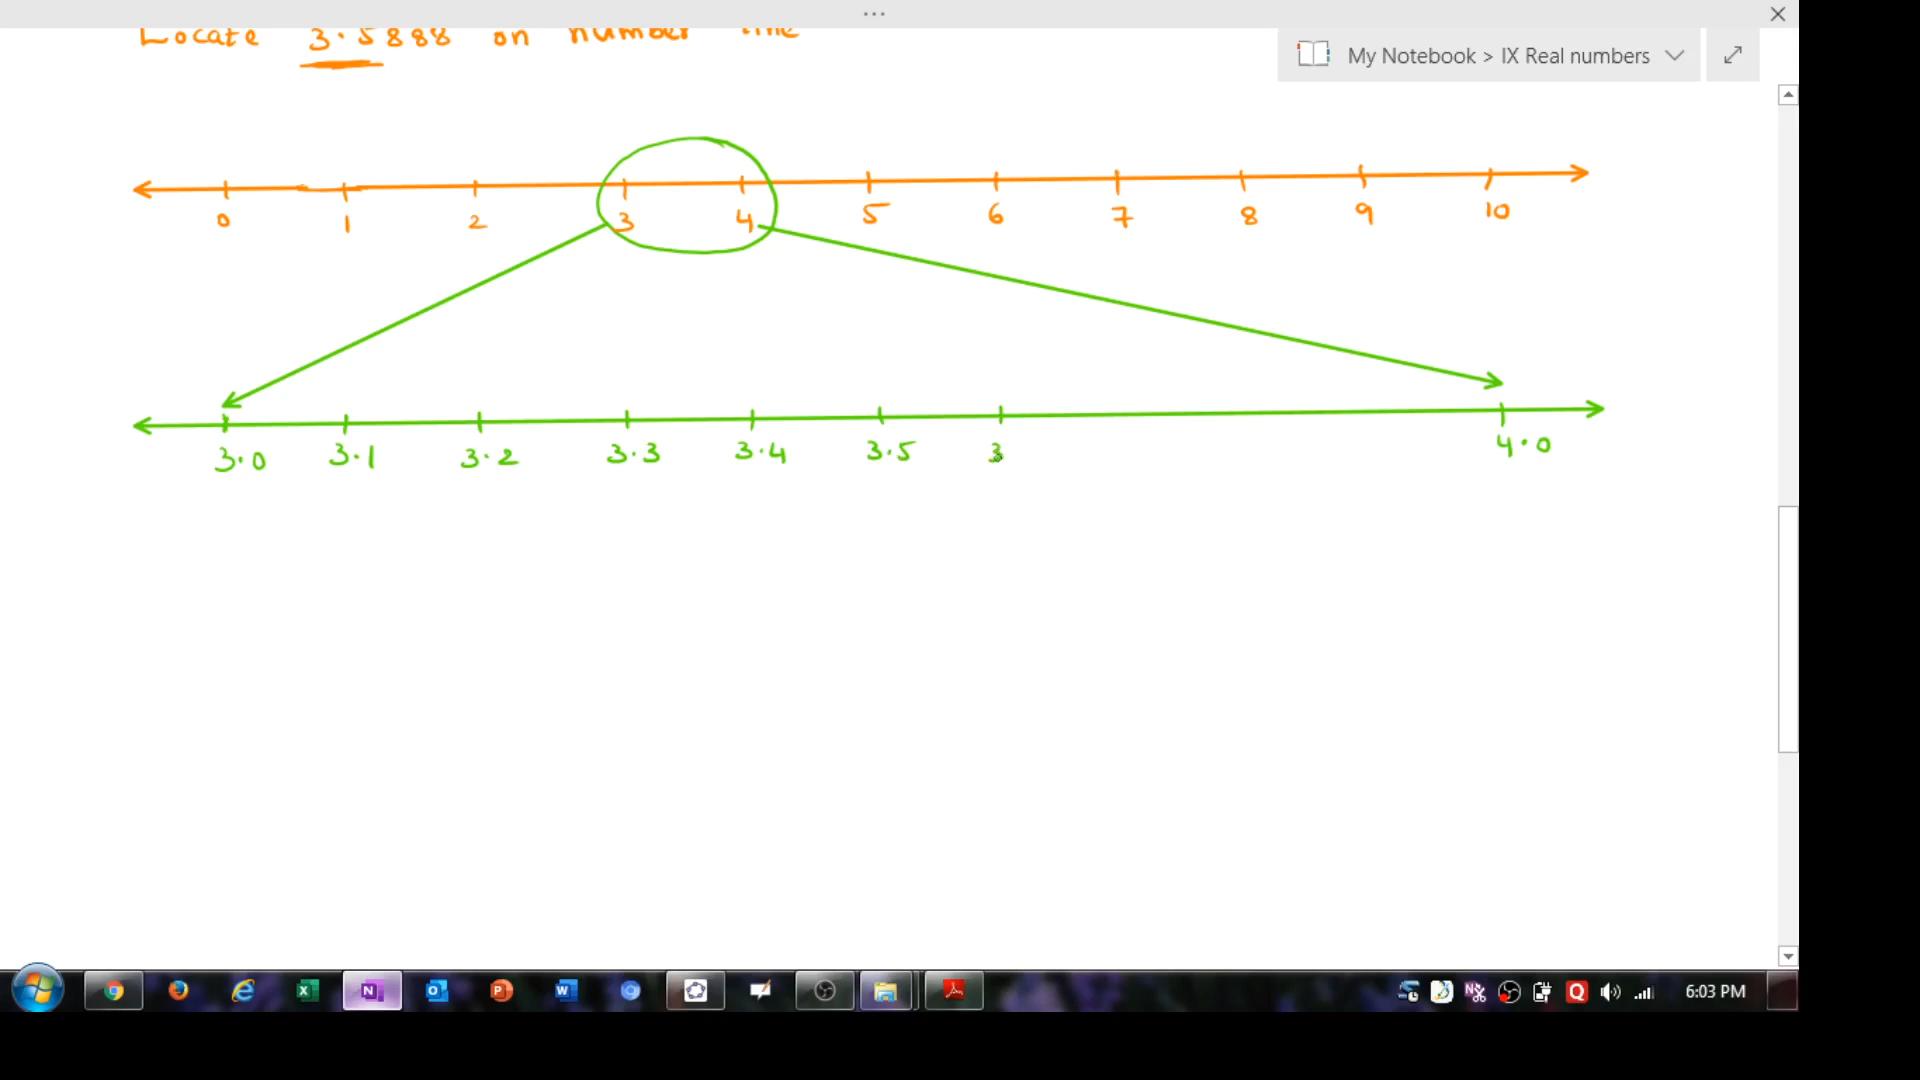 Locate 3.5888 on number line
My Notebook > IX Real numbers
0 1 2 3 4 5 6 7 8 9 10
3.0 3.1 3.2 3.3 3.4 3.5 3 4.0
6:03 PM